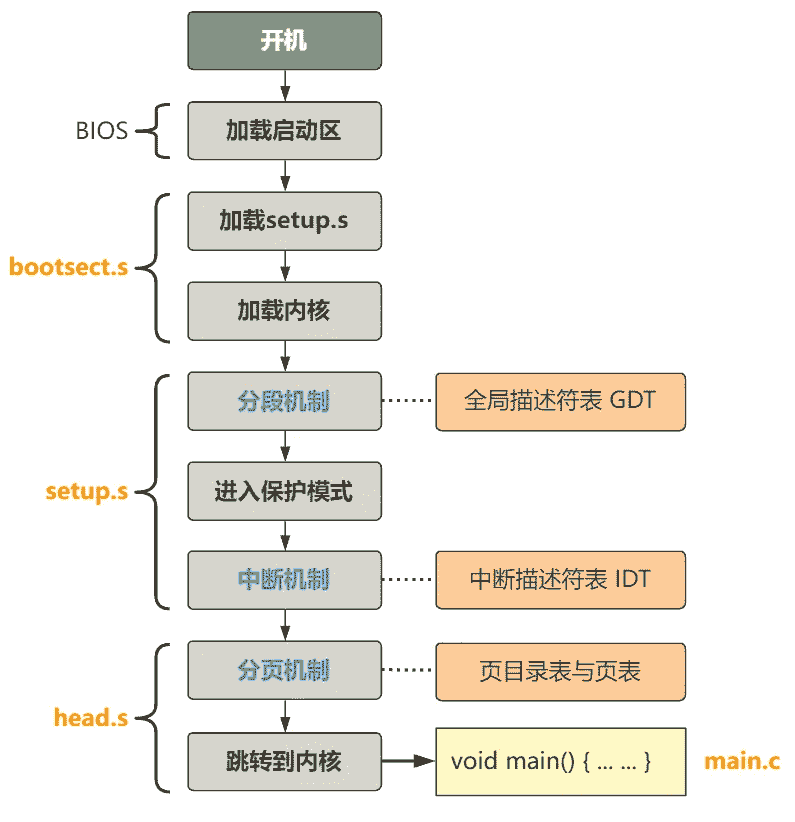 开机
BIOS
加载启动区
加载setup.s
bootsect.s
加载内核
分段机制
全局描述符表 GDT
setup.s
进入保护模式
中断机制
中断描述符表 IDT
分页机制
页目录表与页表
head.s
跳转到内核
void main() { ... ... }
main.c